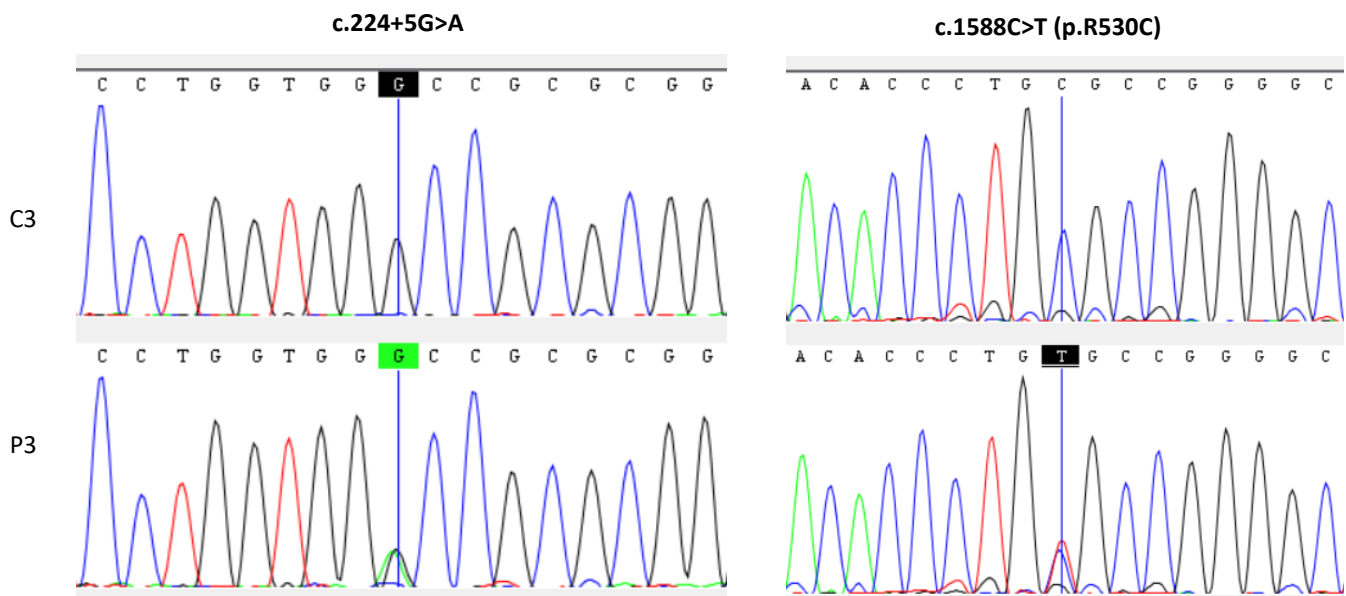 c.224+5G>A
c.1588C>T (p.R530C)
C C T G G T G G G C C G C G C G G
A C A C C C T G C G C C G G G G C
C3
C C T G G T G G G C C G C G C G G
A C A C C C T G T G C C G G G G C
P3